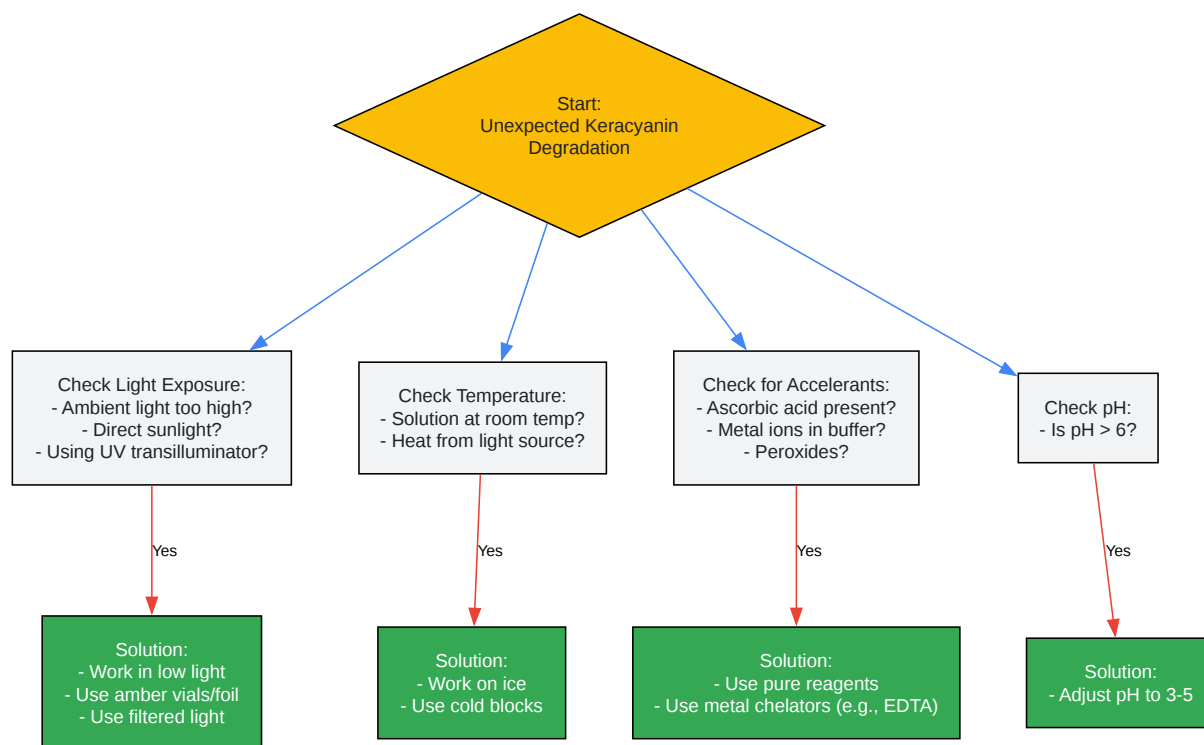 Start:
Unexpected Keracyanin
Degradation
Check Light Exposure:
- Ambient light too high?
- Direct sunlight?
- Using UV transilluminator?
Check Temperature:
- Solution at room temp?
- Heat from light source?
Check for Accelerants:
- Ascorbic acid present?
- Metal ions in buffer?
- Peroxides?
Check pH:
- Is pH > 6?
Yes
Yes
Yes
Yes
Solution:
- Work in low light
- Use amber vials/foil
- Use filtered light
Solution:
- Work on ice
- Use cold blocks
Solution:
- Use pure reagents
- Use metal chelators (e.g., EDTA)
Solution:
- Adjust pH to 3-5